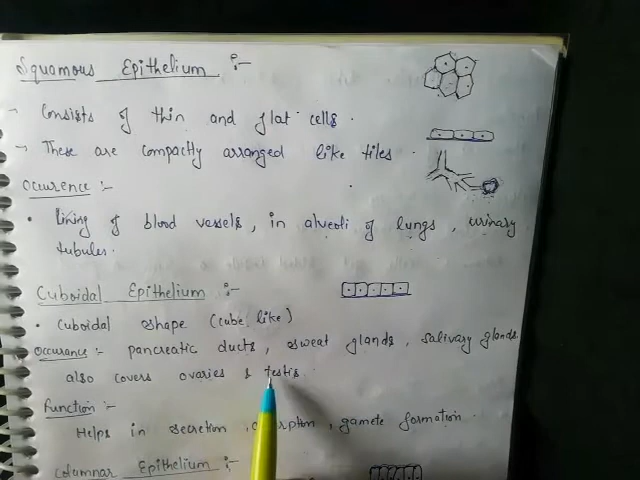 Squamous Epithelium :-
- Consists of thin and flat cells.
- These are compactly arranged like tiles.
Occurence :-
• lining of blood vessels, in alveoli of lungs, urinary
tubules.
Cuboidal Epithelium :-
• Cuboidal shape (cube like)
Occurance :- pancreatic ducts, sweat glands, salivary glands
also covers ovaries & testis.
Function :-
Helps in secretion, gamete formation.
Columnar Epithelium :-